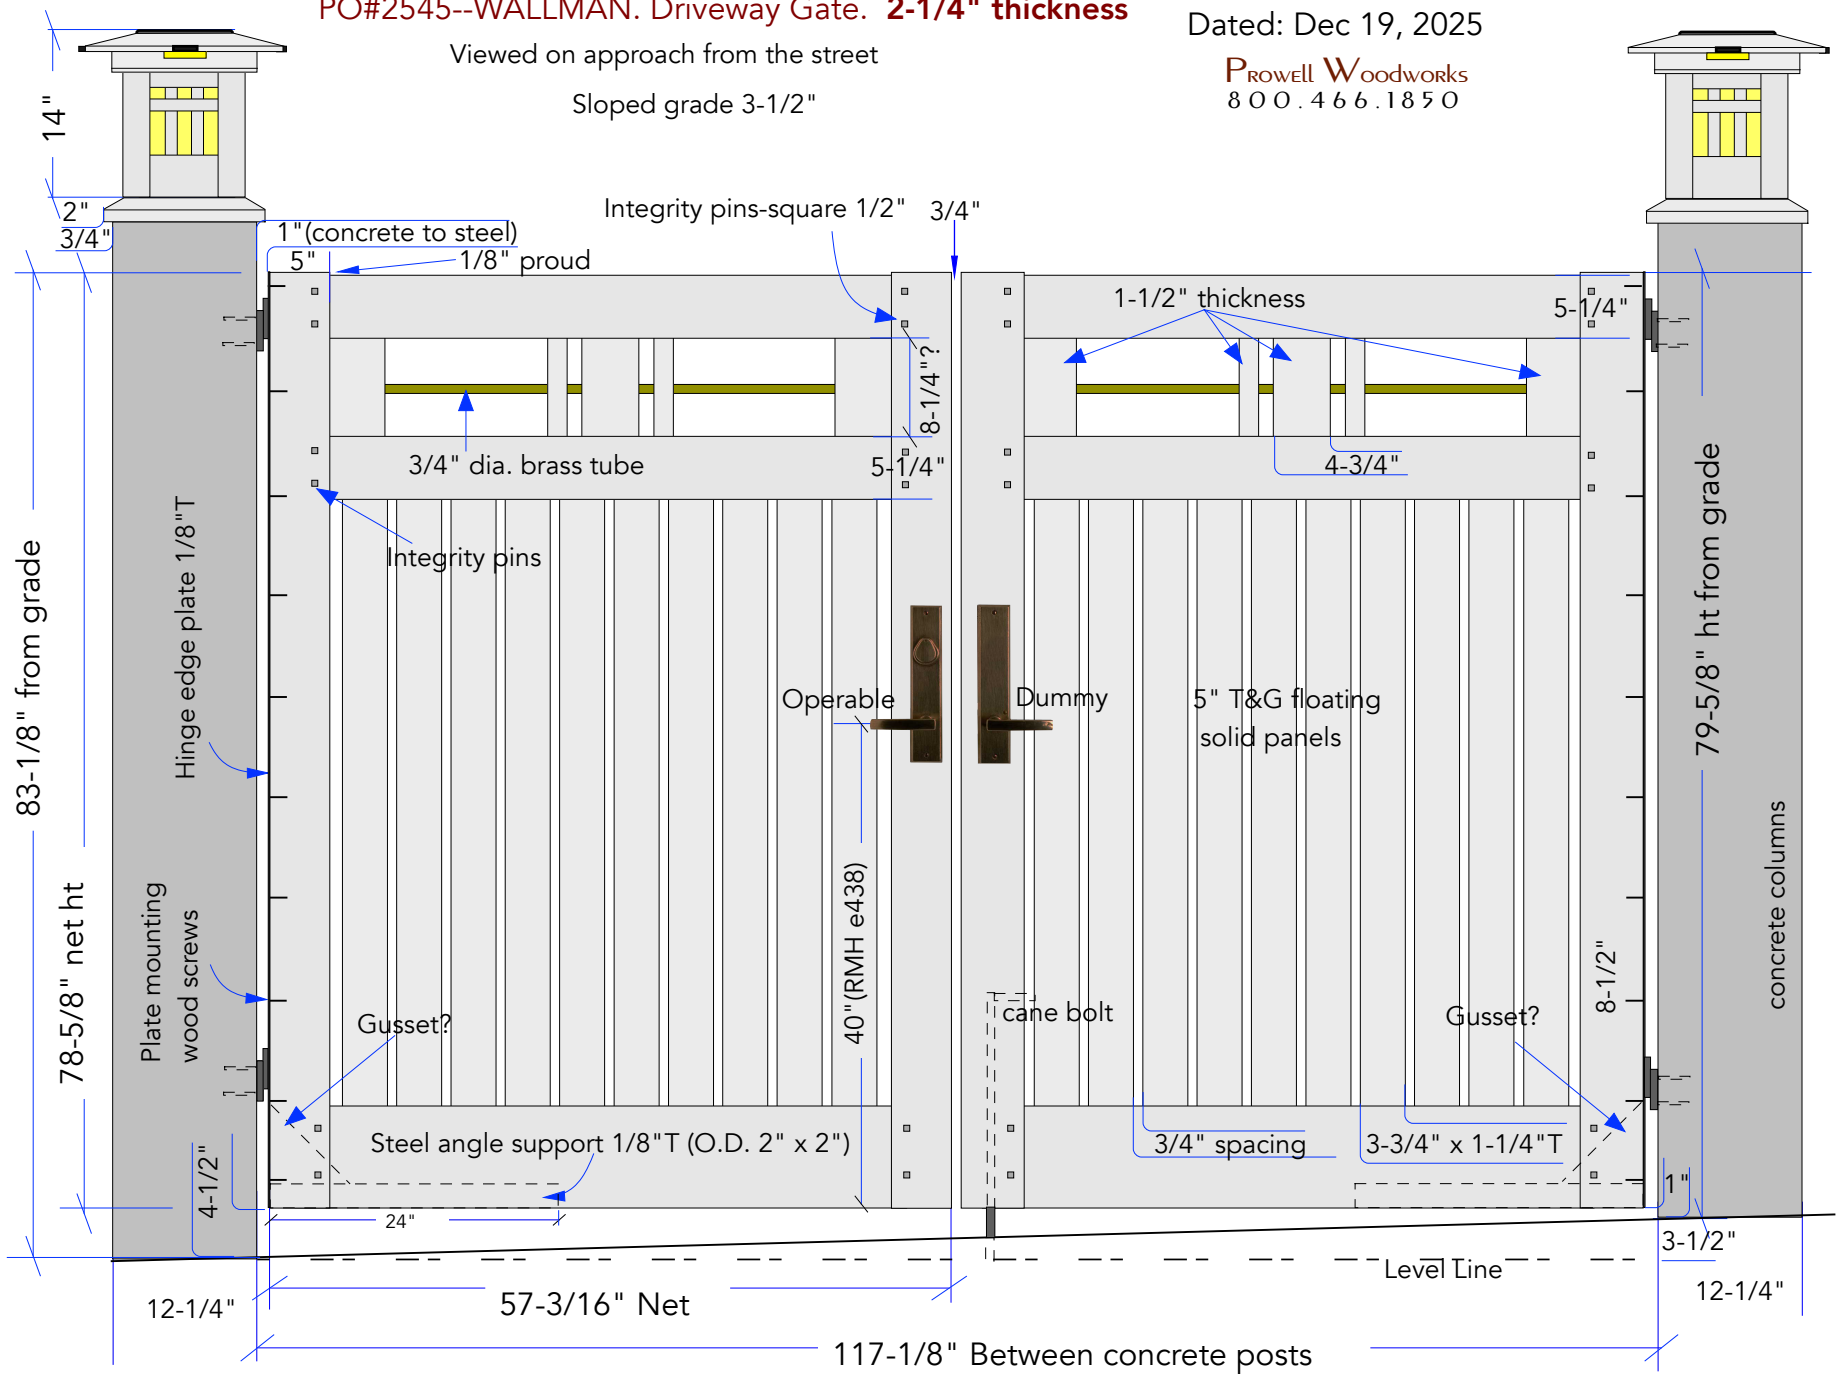 PO#2545--WALLMAN. Driveway Gate. 2-1/4" thickness
Viewed on approach from the street
Sloped grade 3-1/2"
Dated: Dec 19, 2025
Prowell Woodworks
800.466.1850
14"
2"
3/4"
1"(concrete to steel)
5"
1/8" proud
Integrity pins-square 1/2"
3/4"
1-1/2" thickness
5-1/4"
8-1/4"?
3/4" dia. brass tube
5-1/4"
4-3/4"
Integrity pins
Hinge edge plate 1/8"T
83-1/8" from grade
78-5/8" net ht
79-5/8" ht from grade
Operable
Dummy
5" T&G floating
solid panels
Plate mounting
wood screws
concrete columns
40"(RMH e438)
8-1/2"
cane bolt
Gusset?
Gusset?
Steel angle support 1/8"T (O.D. 2" x 2")
3/4" spacing
3-3/4" x 1-1/4"T
4-1/2"
1"
24"
3-1/2"
Level Line
12-1/4"
57-3/16" Net
12-1/4"
117-1/8" Between concrete posts